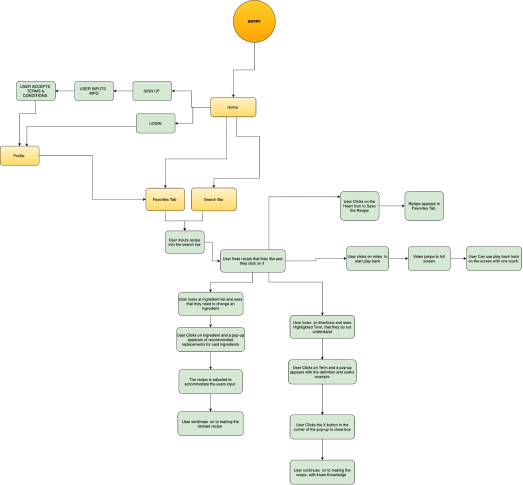 ENTRY
USER ACCEPTS
TERMS &
CONDITIONS
USER INPUTS
INFO
SIGN UP
Home
LOGIN
Profile
Favorites Tab
Search Bar
User Clicks on the
Heart Icon to Save
the Recipe
Recipe appears in
Favorites Tab.
User inputs recipe
into the search bar
User finds recipe that they like and
they click on it
User clicks on video to
start play back
Video jumps to full
screen
User Can use play back tools
on the screen with one touch.
User looks at ingredient list and sees
that they need to change an
ingredient
User looks at directions and sees
Highlighted Term, that they do not
understand
User Clicks on Ingredient and a pop-up
appears of recommended
replacements for said ingredients
User Clicks on Term and a pop-up
appears with the definition and useful
example
The recipe is adjusted to
accommodate the users input
User continues on to making the
revised recipe
User Clicks the X button in the
corner of the pop-up to close box
User continues on to making the
recipe, with knew Knowledge